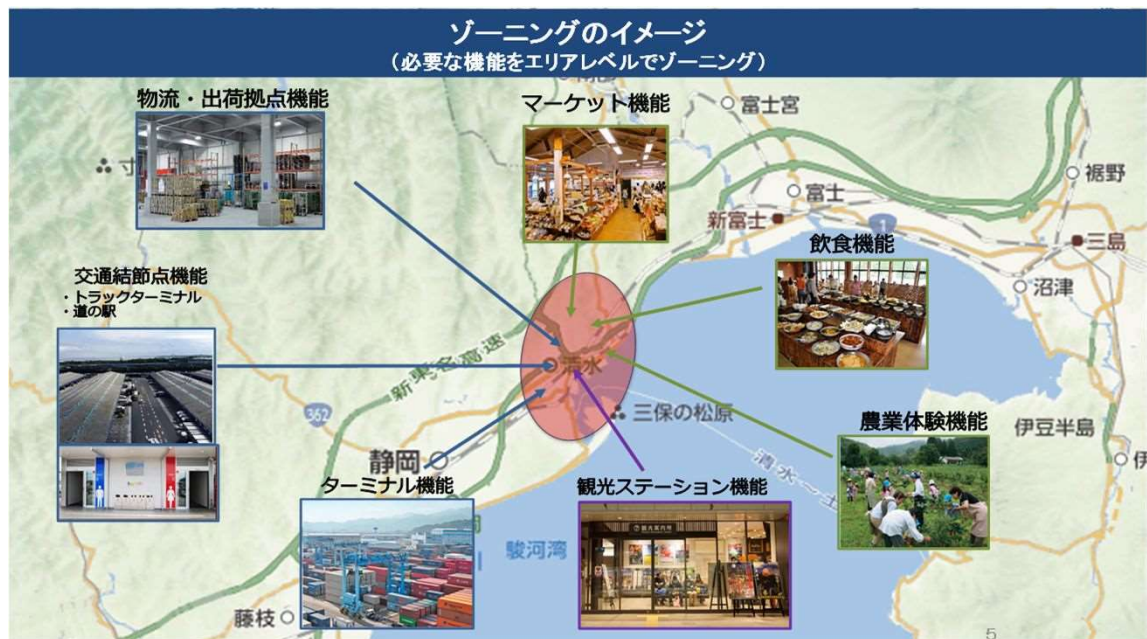 ゾーニングのイメージ
（必要な機能をエリアレベルでゾーニング）
物流・出荷拠点機能
マーケット機能
富士宮
裾野
富士
新富士
1
三島
飲食機能
沼津
交通結節点機能
・トラックターミナル
・道の駅
新東名高速
清水
362
三保の松原
農業体験機能
伊豆半島
静岡
ターミナル機能
観光ステーション機能
観光案内所
駿河湾
藤枝
5